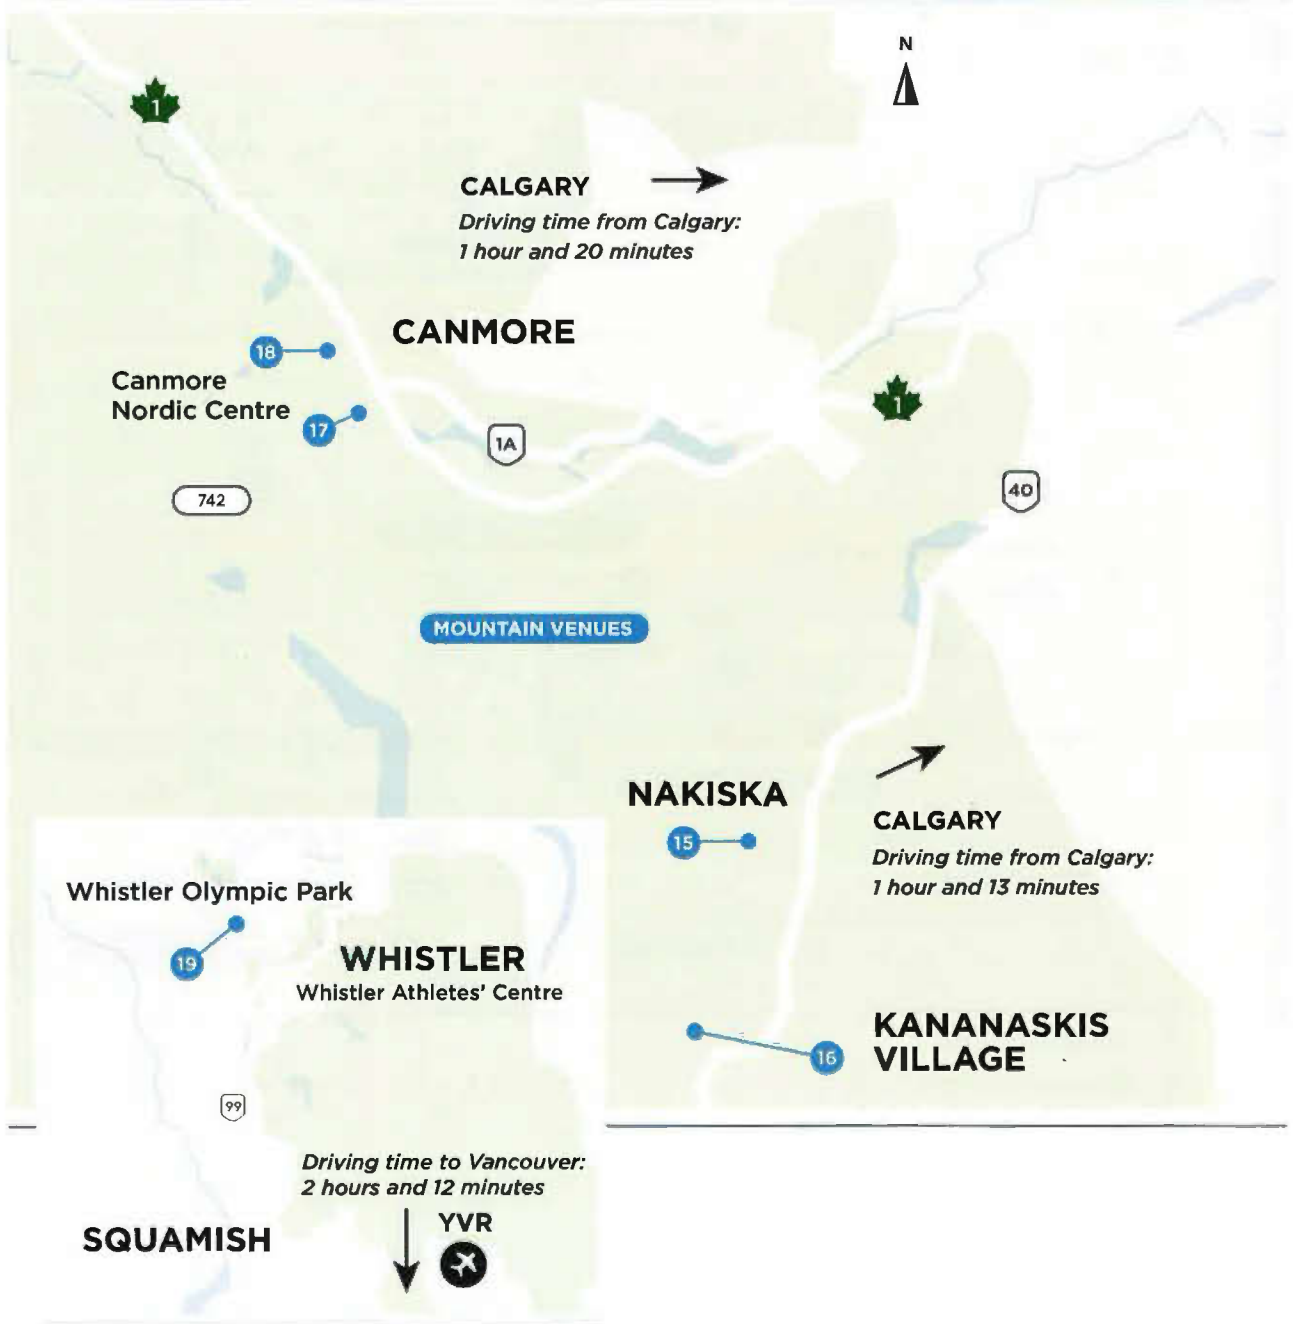 N
1
CALGARY
Driving time from Calgary:
1 hour and 20 minutes
CANMORE
18
Canmore
Nordic Centre
17
1A
1
742
40
MOUNTAIN VENUES
NAKISKA
15
CALGARY
Driving time from Calgary:
1 hour and 13 minutes
Whistler Olympic Park
19
WHISTLER
Whistler Athletes' Centre
KANANASKIS
VILLAGE
16
99
Driving time to Vancouver:
2 hours and 12 minutes
YVR
SQUAMISH